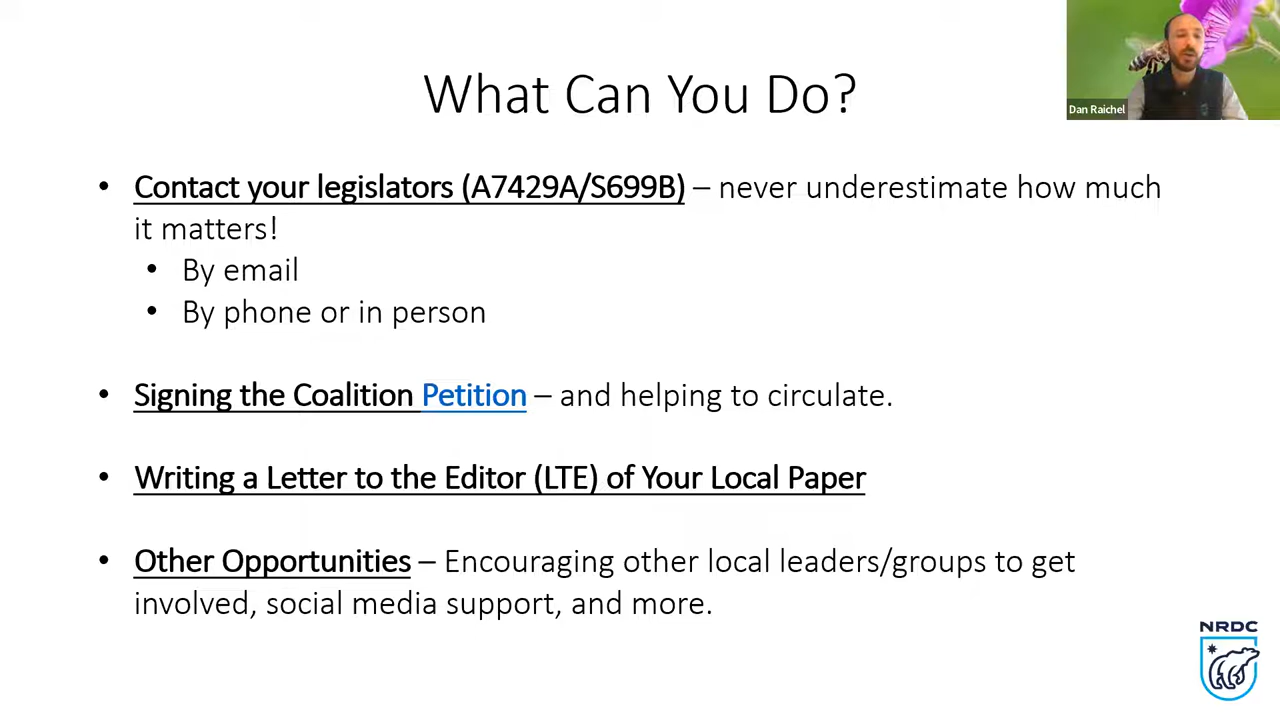 Dan Raichel
What Can You Do?
• Contact your legislators (A7429A/S699B) – never underestimate how much
it matters!
• By email
• By phone or in person
• Signing the Coalition Petition – and helping to circulate.
• Writing a Letter to the Editor (LTE) of Your Local Paper
• Other Opportunities – Encouraging other local leaders/groups to get
involved, social media support, and more.
NRDC